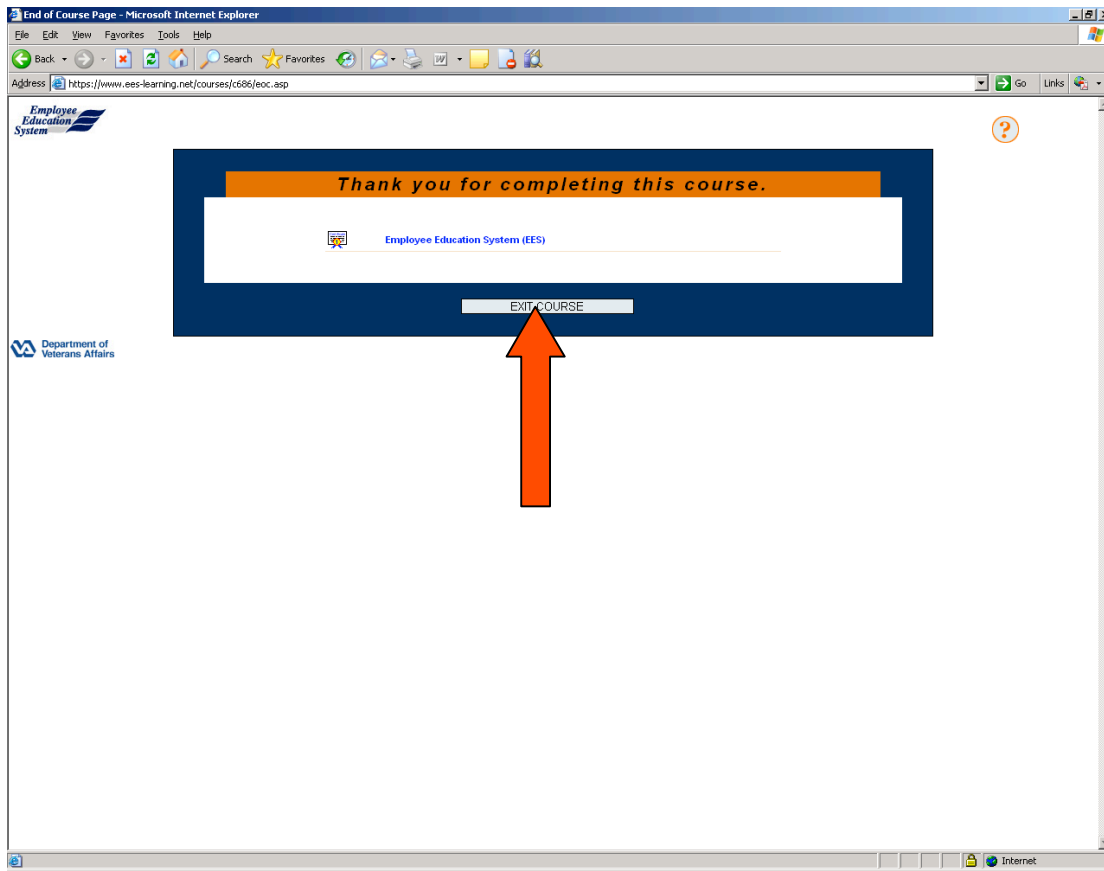 End of Course Page - Microsoft Internet Explorer
File Edit View Favorites Tools Help
Back Search Favorites
Address https://www.ees-learning.net/courses/c686/eoc.asp Go Links
Employee
Education
System
?
Thank you for completing this course.
Employee Education System (EES)
EXIT COURSE
VA Department of
Veterans Affairs
Internet